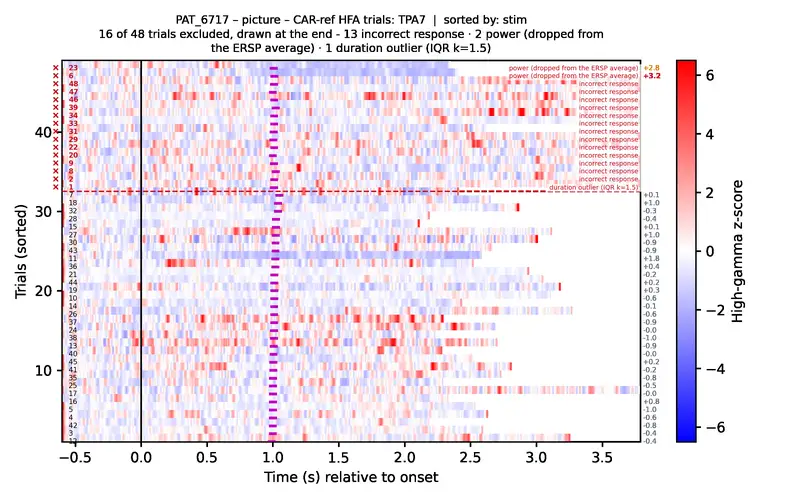 PAT_6717 – picture – CAR-ref HFA trials: TPA7 | sorted by: stim
16 of 48 trials excluded, drawn at the end - 13 incorrect response · 2 power (dropped from
the ERSP average) · 1 duration outlier (IQR k=1.5)
× 23 power (dropped from the ERSP average) +2.8
× 6 power (dropped from the ERSP average) +3.2
× 48 incorrect response
× 47 incorrect response
× 46 incorrect response
× 39 incorrect response
× 34 incorrect response
× 33 incorrect response
× 31 incorrect response
× 29 incorrect response
× 22 incorrect response
× 20 incorrect response
× 9 incorrect response
× 8 incorrect response
× 2 incorrect response
× 1 duration outlier (IQR k=1.5)
7 +0.1
18 +1.0
32 -0.3
28 -0.4
15 +0.1
27 +1.0
30 -0.9
43 -0.9
11 +1.8
36 -0.4
21 -0.2
44 +0.2
19 +0.3
10 -0.6
14 -0.1
26 -0.6
37 -0.9
24 -0.0
38 -1.0
13 -0.9
40 -0.9
45 -0.0
41 +0.2
35 -0.8
25 -0.5
17 -0.0
16 +0.8
5 -1.0
4 -0.6
42 -0.8
3 -0.0
12 -0.4
40
30
20
10
Trials (sorted)
−0.5 0.0 0.5 1.0 1.5 2.0 2.5 3.0 3.5
Time (s) relative to onset
6
4
2
0
−2
−4
−6
High-gamma z-score